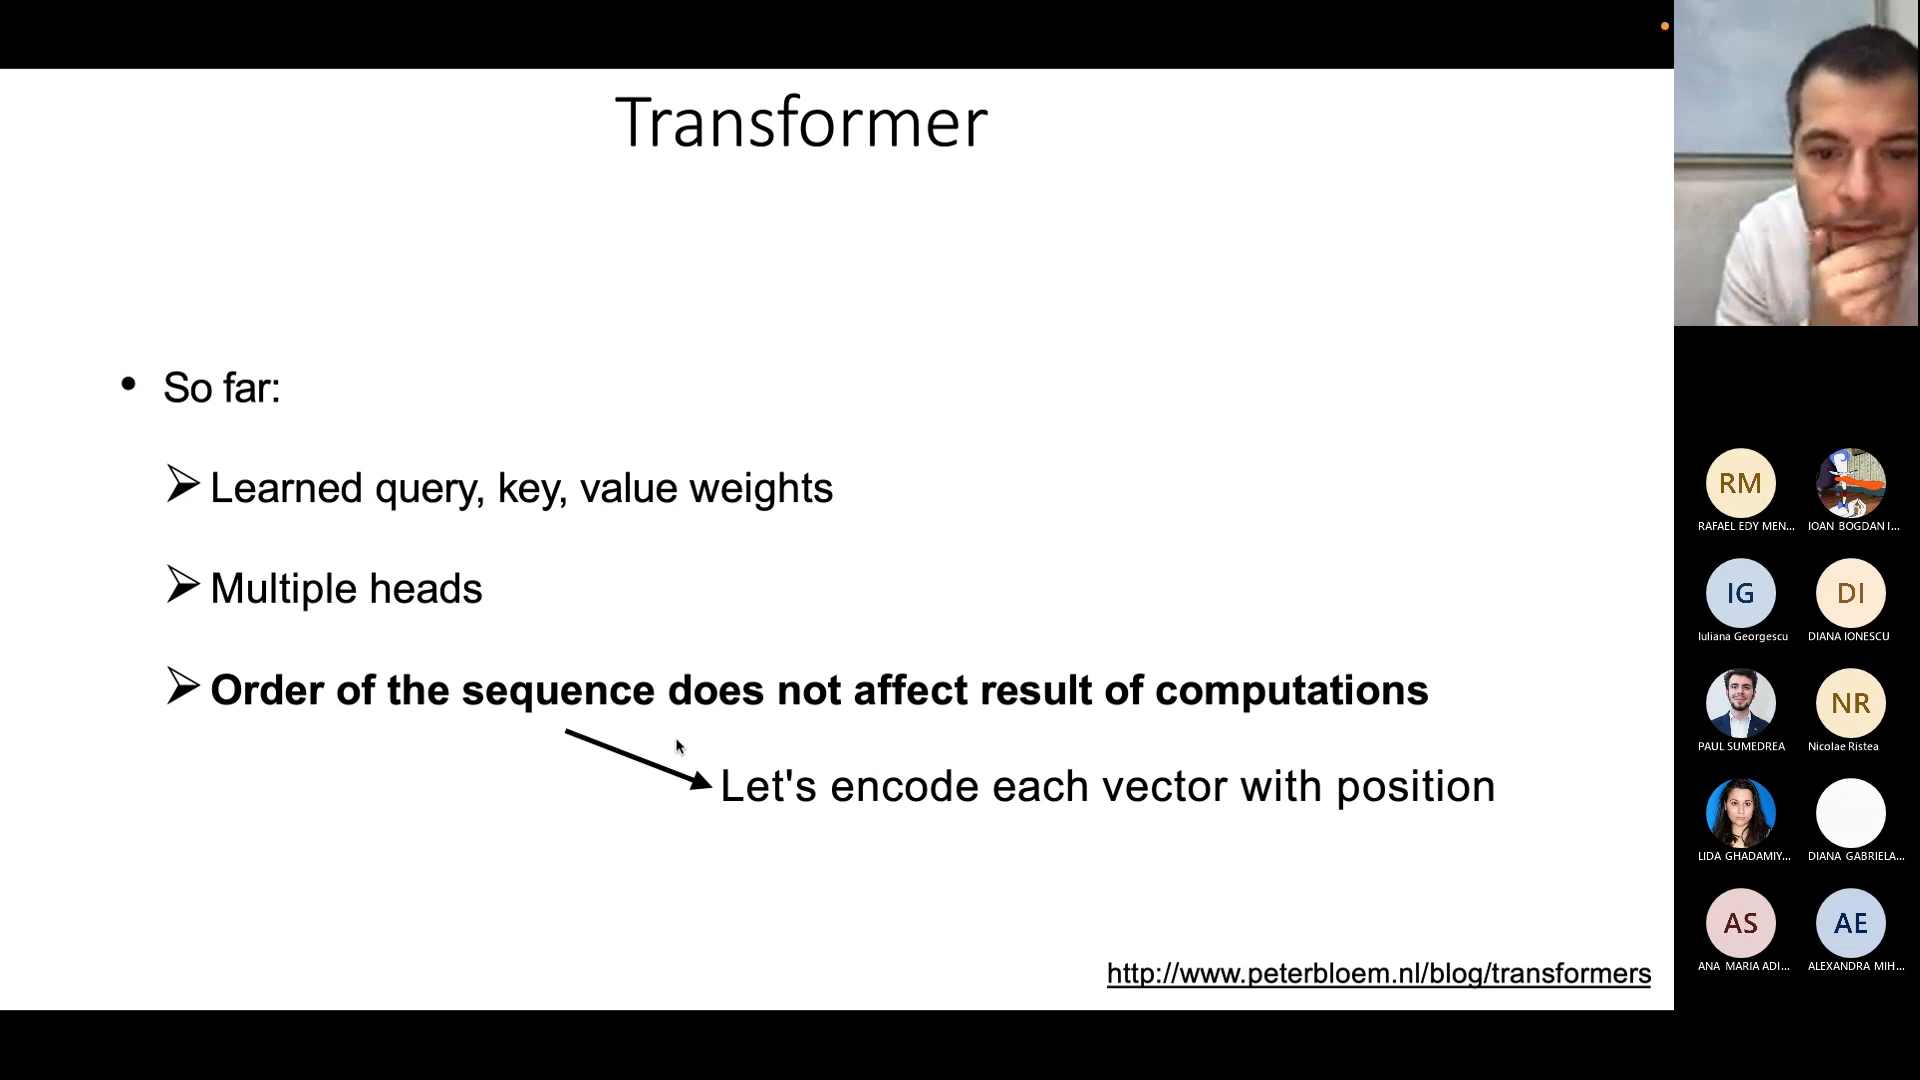 Transformer
• So far:
➢ Learned query, key, value weights
➢ Multiple heads
➢ Order of the sequence does not affect result of computations
Let's encode each vector with position
http://www.peterbloem.nl/blog/transformers
RM
RAFAEL EDY MEN...
IOAN BOGDAN I...
IG
Iuliana Georgescu
DI
DIANA IONESCU
PAUL SUMEDREA
NR
Nicolae Ristea
LIDA GHADAMIY...
DIANA GABRIELA...
AS
ANA MARIA ADI...
AE
ALEXANDRA MIH...